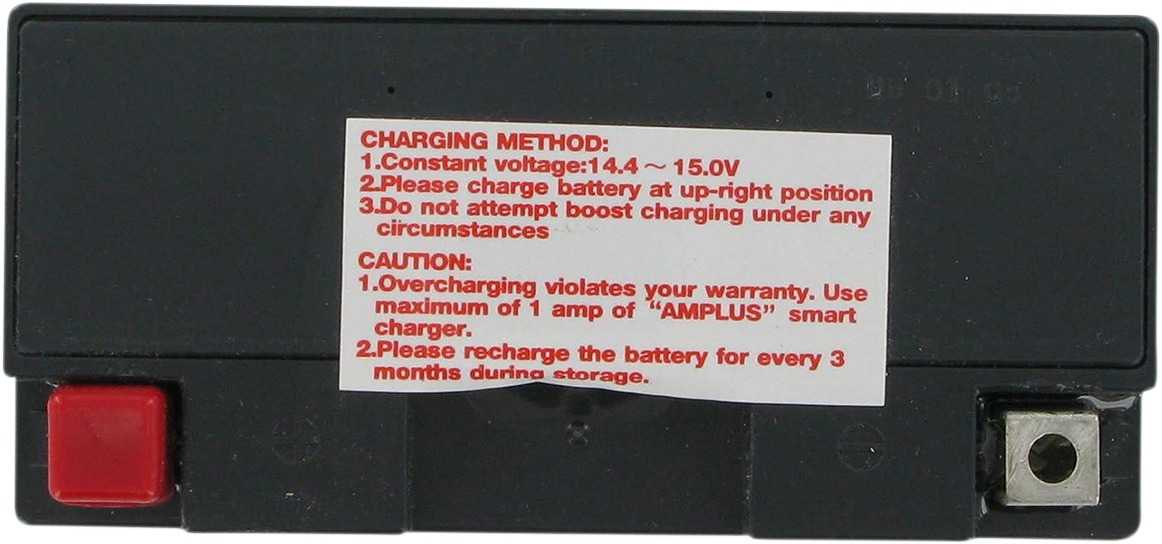 CHARGING METHOD:
1.Constant voltage:14.4 ~ 15.0V
2.Please charge battery at up-right position
3.Do not attempt boost charging under any
circumstances
CAUTION:
1.Overcharging violates your warranty. Use
maximum of 1 amp of "AMPLUS" smart
charger.
2.Please recharge the battery for every 3
months during storage.